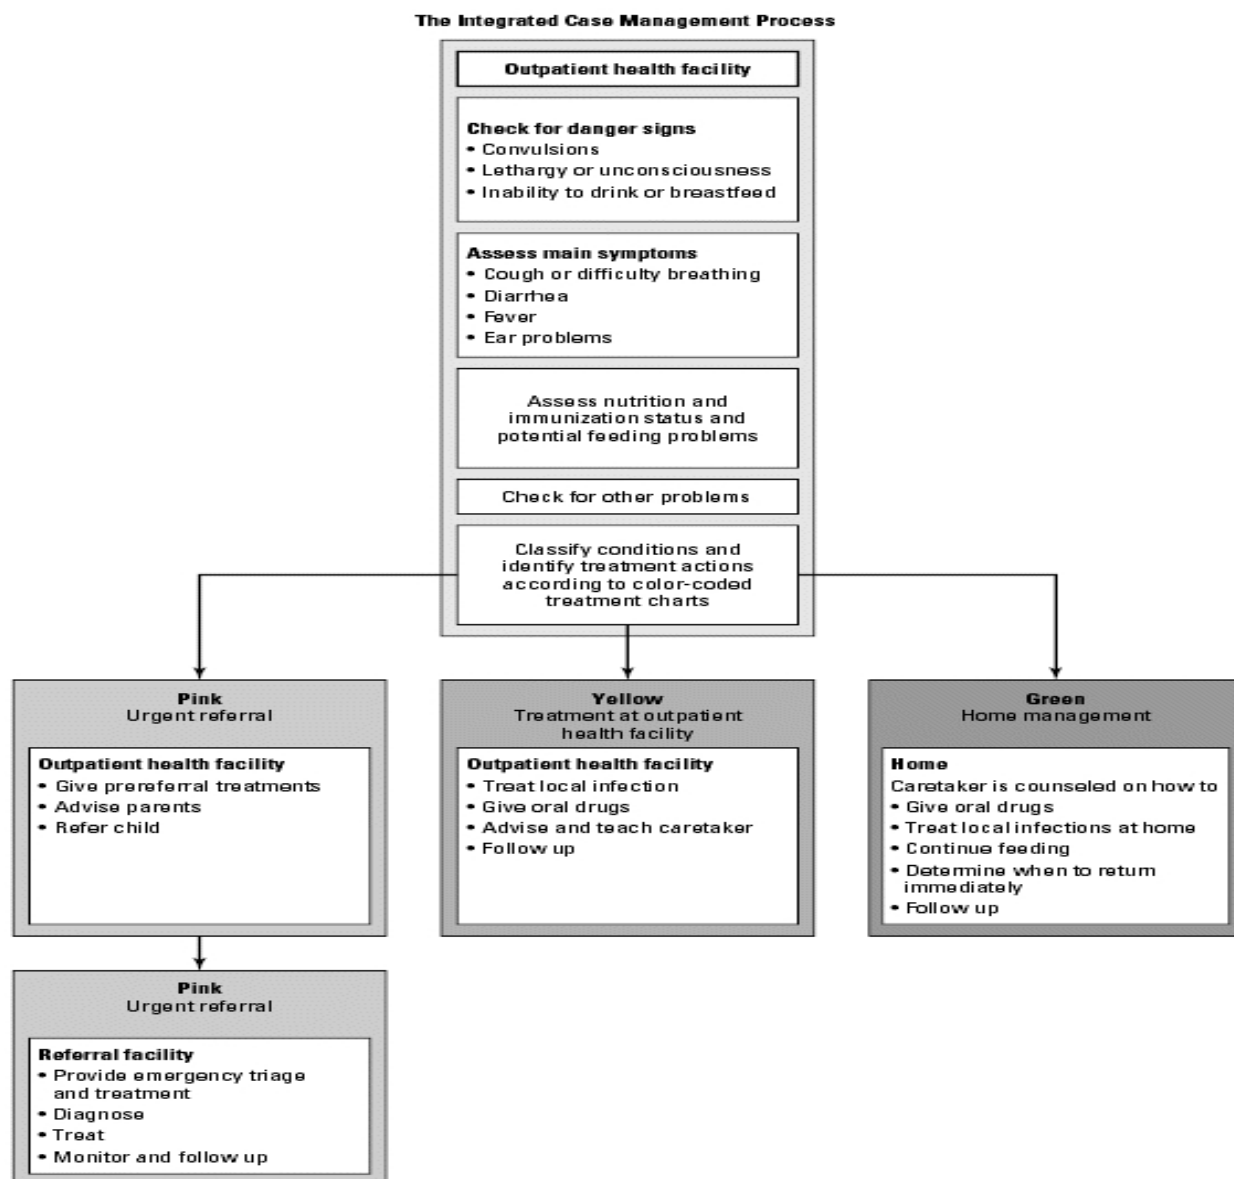 The Integrated Case Management Process
Outpatient health facility
Check for danger signs
• Convulsions
• Lethargy or unconsciousness
• Inability to drink or breastfeed
Assess main symptoms
• Cough or difficulty breathing
• Diarrhea
• Fever
• Ear problems
Assess nutrition and
immunization status and
potential feeding problems
Check for other problems
Classify conditions and
identify treatment actions
according to color-coded
treatment charts
Pink
Urgent referral
Outpatient health facility
• Give prereferral treatments
• Advise parents
• Refer child
Yellow
Treatment at outpatient
health facility
Outpatient health facility
• Treat local infection
• Give oral drugs
• Advise and teach caretaker
• Follow up
Green
Home management
Home
Caretaker is counseled on how to
• Give oral drugs
• Treat local infections at home
• Continue feeding
• Determine when to return
immediately
• Follow up
Pink
Urgent referral
Referral facility
• Provide emergency triage
and treatment
• Diagnose
• Treat
• Monitor and follow up